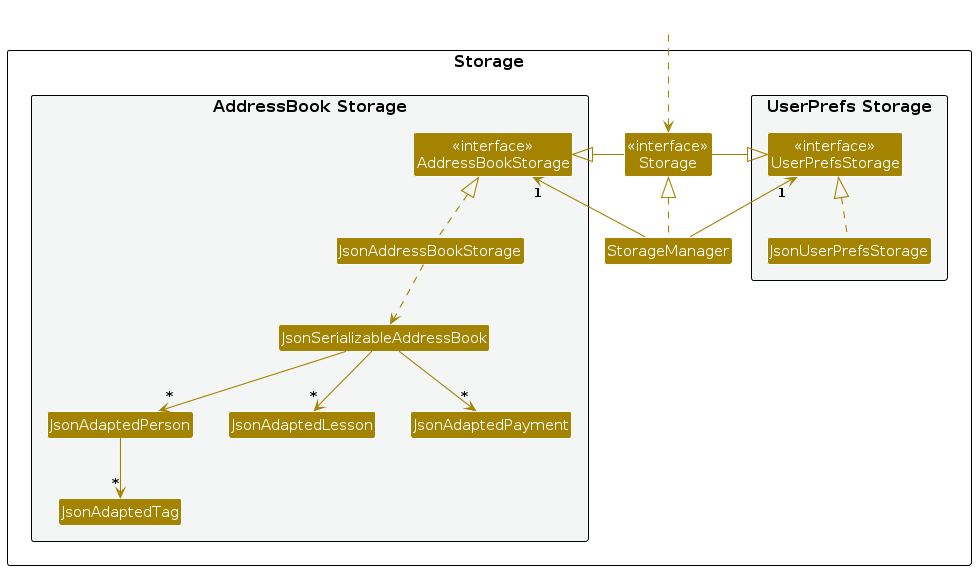 Storage
AddressBook Storage
UserPrefs Storage
«interface»
AddressBookStorage
«interface»
Storage
«interface»
UserPrefsStorage
1
1
JsonAddressBookStorage
StorageManager
JsonUserPrefsStorage
JsonSerializableAddressBook
*
*
*
JsonAdaptedPerson
JsonAdaptedLesson
JsonAdaptedPayment
*
JsonAdaptedTag